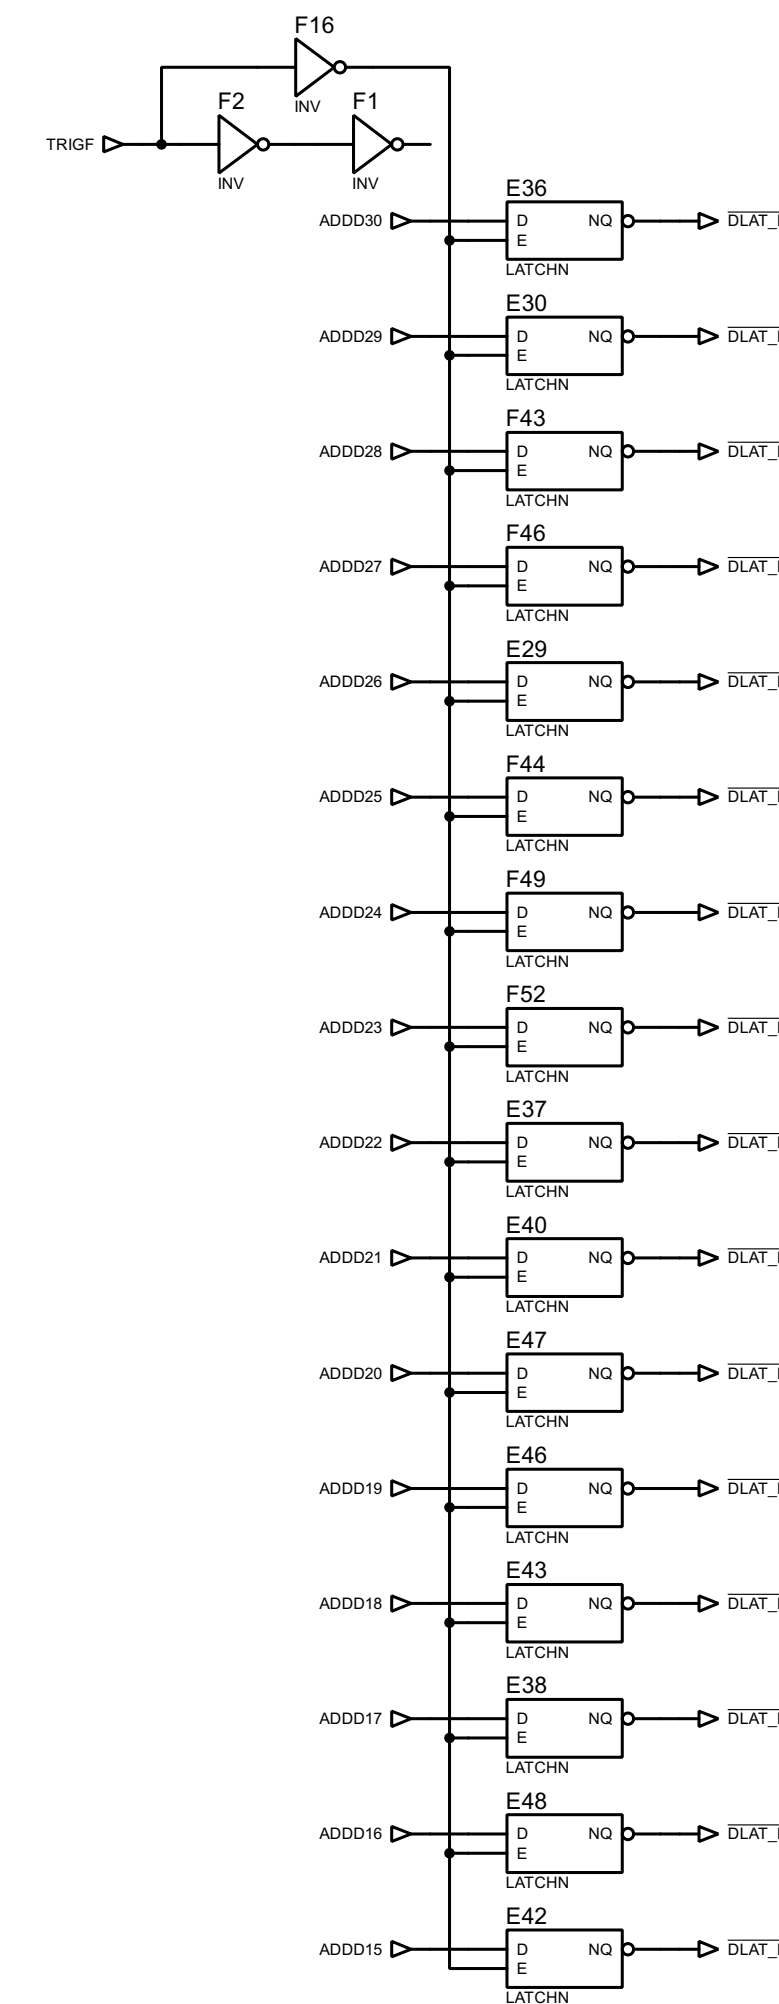 F16
INV
F2
F1
TRIGF
INV
INV
E36
ADDD30
D
NQ
E
LATCHN
E30
ADDD29
D
NQ
E
LATCHN
F43
ADDD28
D
NQ
E
LATCHN
F46
ADDD27
D
NQ
E
LATCHN
E29
ADDD26
D
NQ
E
LATCHN
F44
ADDD25
D
NQ
E
LATCHN
F49
ADDD24
D
NQ
E
LATCHN
F52
ADDD23
D
NQ
E
LATCHN
E37
ADDD22
D
NQ
E
LATCHN
E40
ADDD21
D
NQ
E
LATCHN
E47
ADDD20
D
NQ
E
LATCHN
E46
ADDD19
D
NQ
E
LATCHN
E43
ADDD18
D
NQ
E
LATCHN
E38
ADDD17
D
NQ
E
LATCHN
E48
ADDD16
D
NQ
E
LATCHN
E42
ADDD15
D
NQ
E
LATCHN